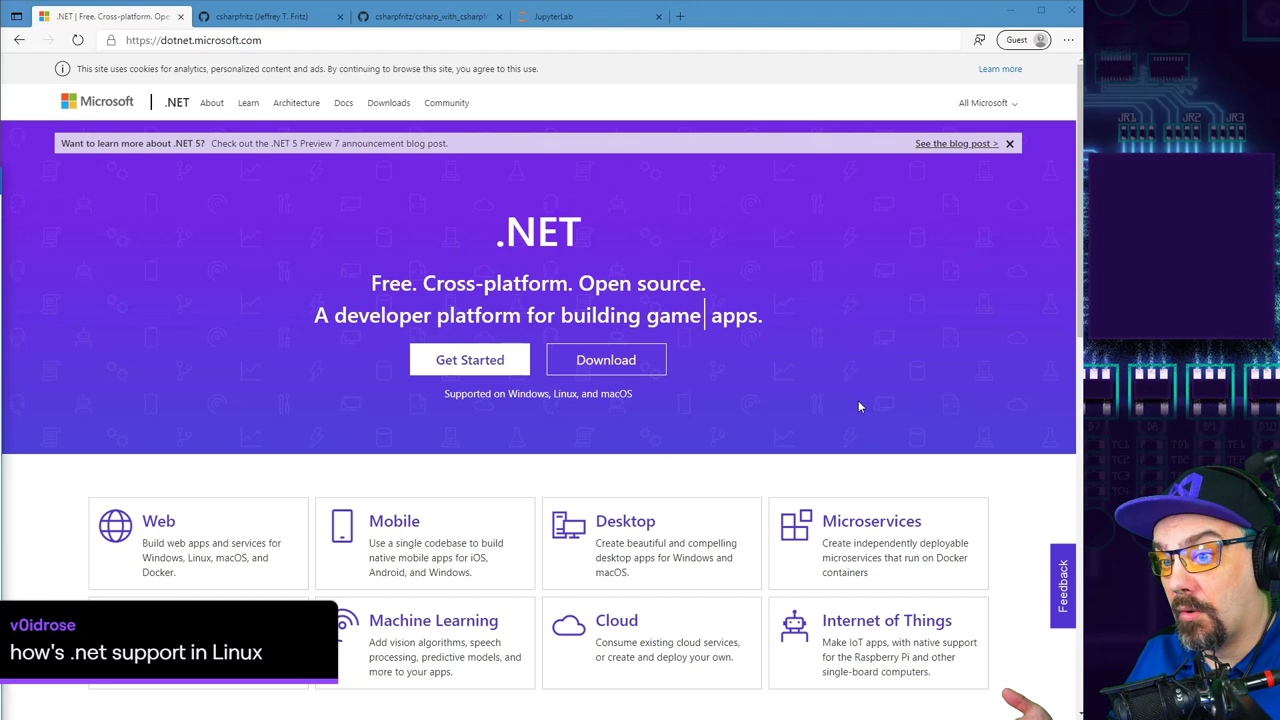 .NET | Free. Cross-platform. Ope
csharpfritz (Jeffrey T. Fritz)
csharpfritz/csharp_with_csharpf
JupyterLab
https://dotnet.microsoft.com
Guest
This site uses cookies for analytics, personalized content and ads. By continuing to browse this site, you agree to this use.
Learn more
Microsoft
.NET
About
Learn
Architecture
Docs
Downloads
Community
All Microsoft
Want to learn more about .NET 5? Check out the .NET 5 Preview 7 announcement blog post.
See the blog post >
.NET
Free. Cross-platform. Open source.
A developer platform for building game apps.
Get Started
Download
Supported on Windows, Linux, and macOS
Web
Build web apps and services for
Windows, Linux, macOS, and
Docker.
Mobile
Use a single codebase to build
native mobile apps for iOS,
Android, and Windows.
Desktop
Create beautiful and compelling
desktop apps for Windows and
macOS.
Microservices
Create independently deployable
microservices that run on Docker
containers
Machine Learning
Add vision algorithms, speech
processing, predictive models, and
more to your apps.
Cloud
Consume existing cloud services,
or create and deploy your own.
Internet of Things
Make IoT apps, with native support
for the Raspberry Pi and other
single-board computers.
Feedback
v0idrose
how's .net support in Linux
JR1
JR2
JR3